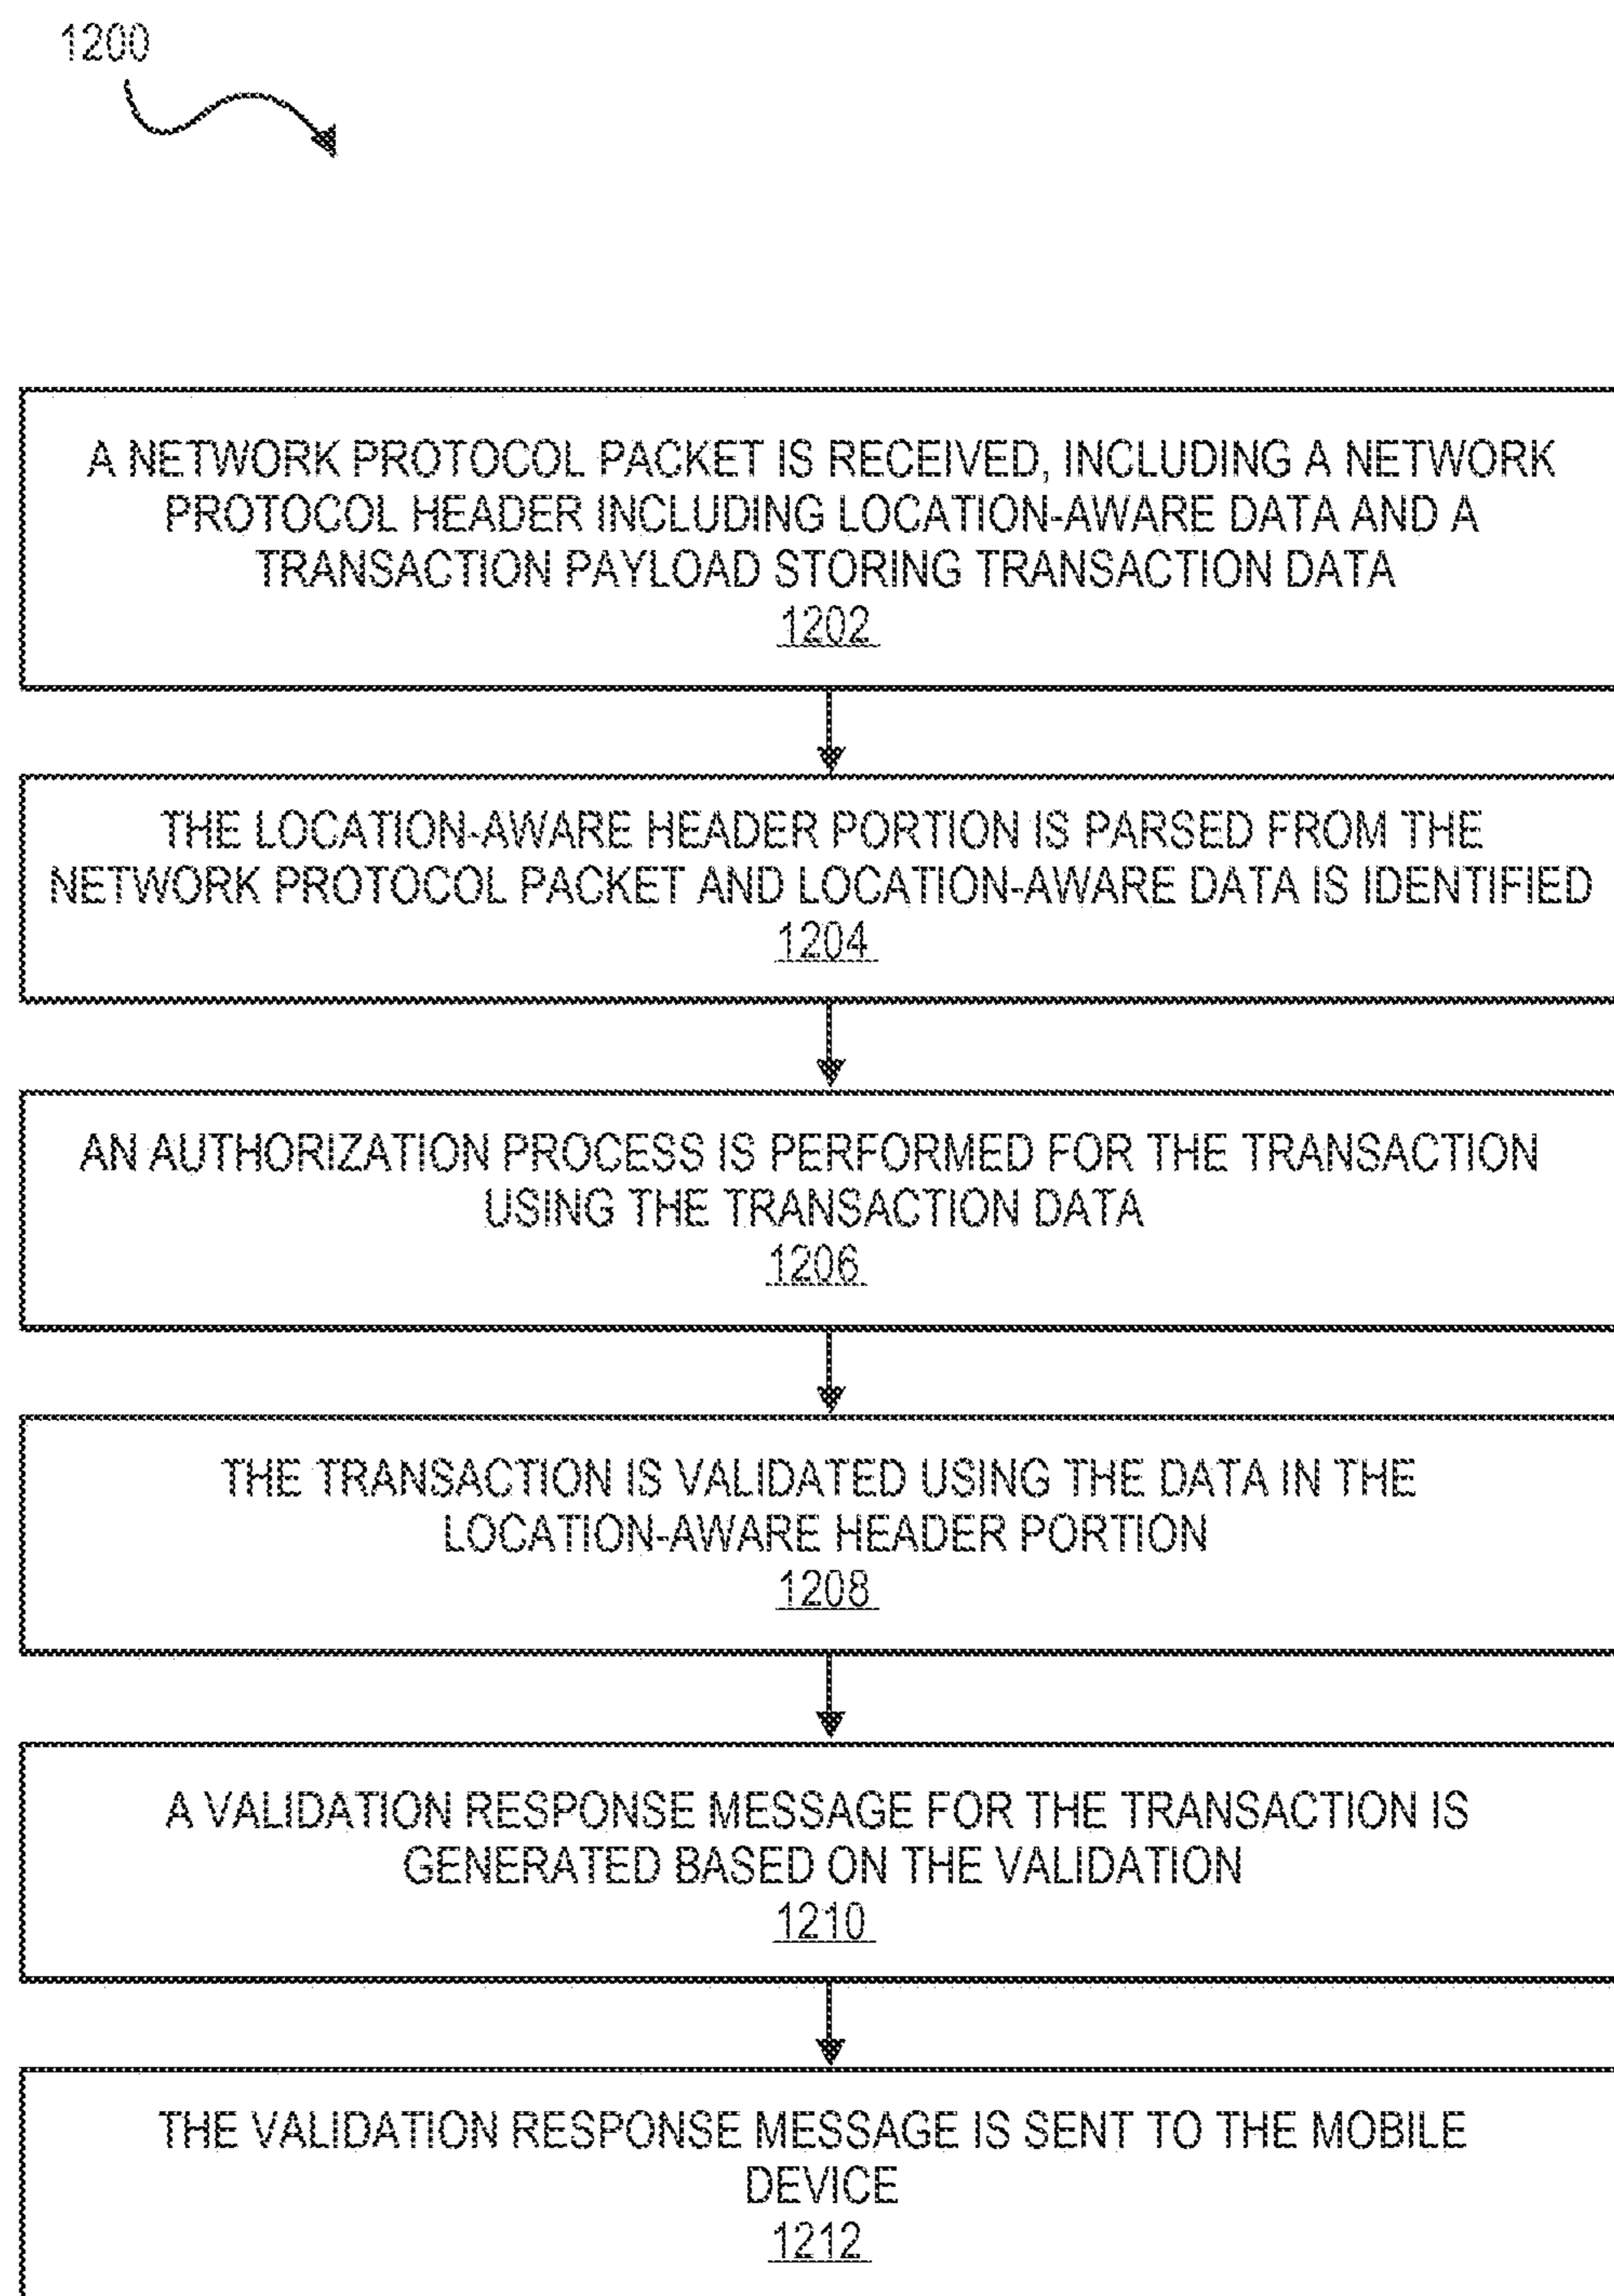 1200
A NETWORK PROTOCOL PACKET IS RECEIVED, INCLUDING A NETWORK
PROTOCOL HEADER INCLUDING LOCATION-AWARE DATA AND A
TRANSACTION PAYLOAD STORING TRANSACTION DATA
1202
THE LOCATION-AWARE HEADER PORTION IS PARSED FROM THE
NETWORK PROTOCOL PACKET AND LOCATION-AWARE DATA IS IDENTIFIED
1204
AN AUTHORIZATION PROCESS IS PERFORMED FOR THE TRANSACTION
USING THE TRANSACTION DATA
1206
THE TRANSACTION IS VALIDATED USING THE DATA IN THE
LOCATION-AWARE HEADER PORTION
1208
A VALIDATION RESPONSE MESSAGE FOR THE TRANSACTION IS
GENERATED BASED ON THE VALIDATION
1210
THE VALIDATION RESPONSE MESSAGE IS SENT TO THE MOBILE
DEVICE
1212